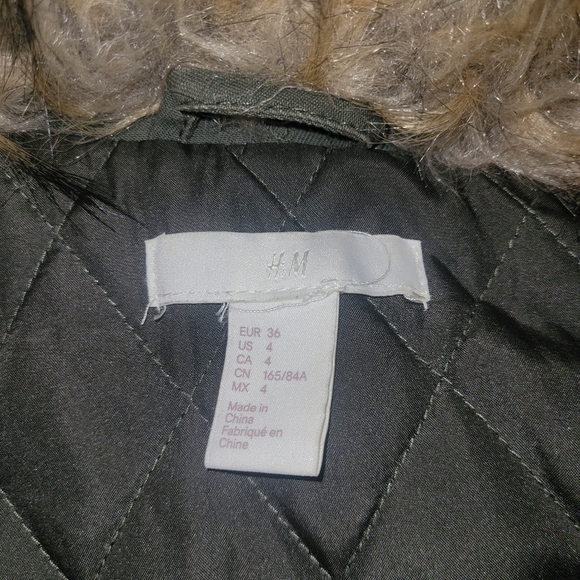 H&M
EUR 36
US 4
CA 4
CN 165/84A
MX 4
Made in
China
Fabriqué en
Chine